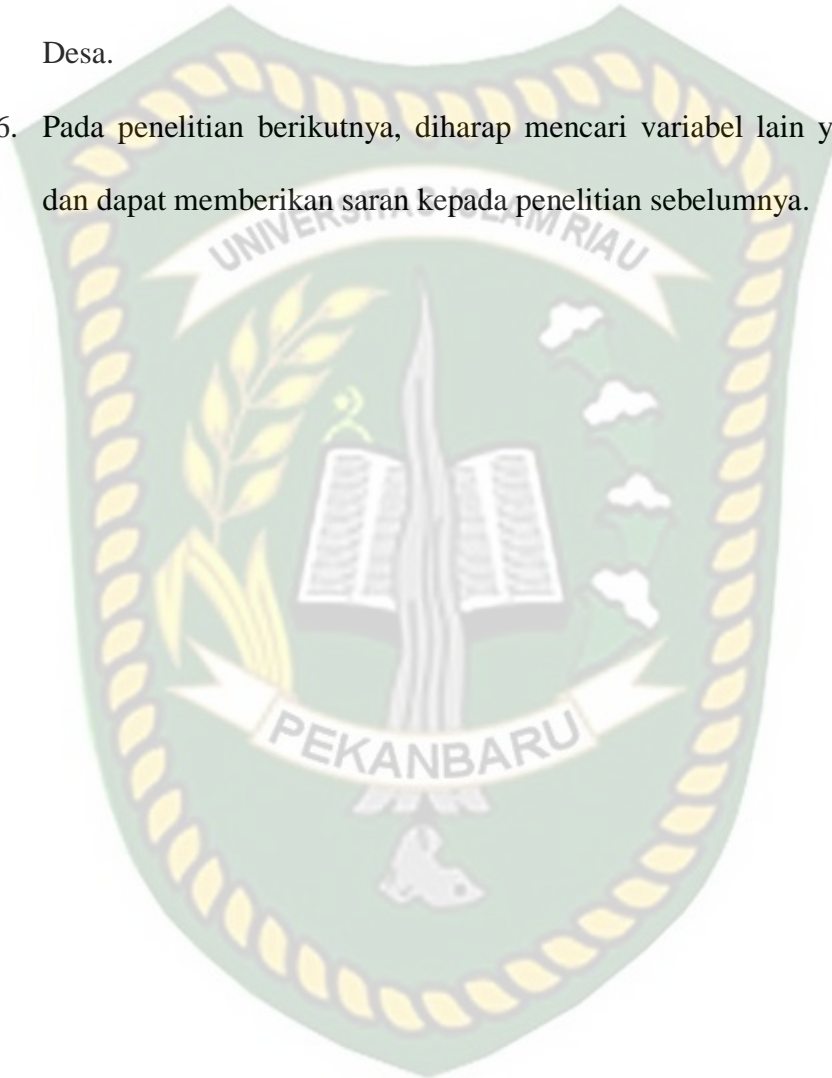 Desa.
6. Pada penelitian berikutnya, diharap mencari variabel lain
dan dapat memberikan saran kepada penelitian sebelumnya.
UNIVERSITAS ISLAM RIAU
PEKANBARU